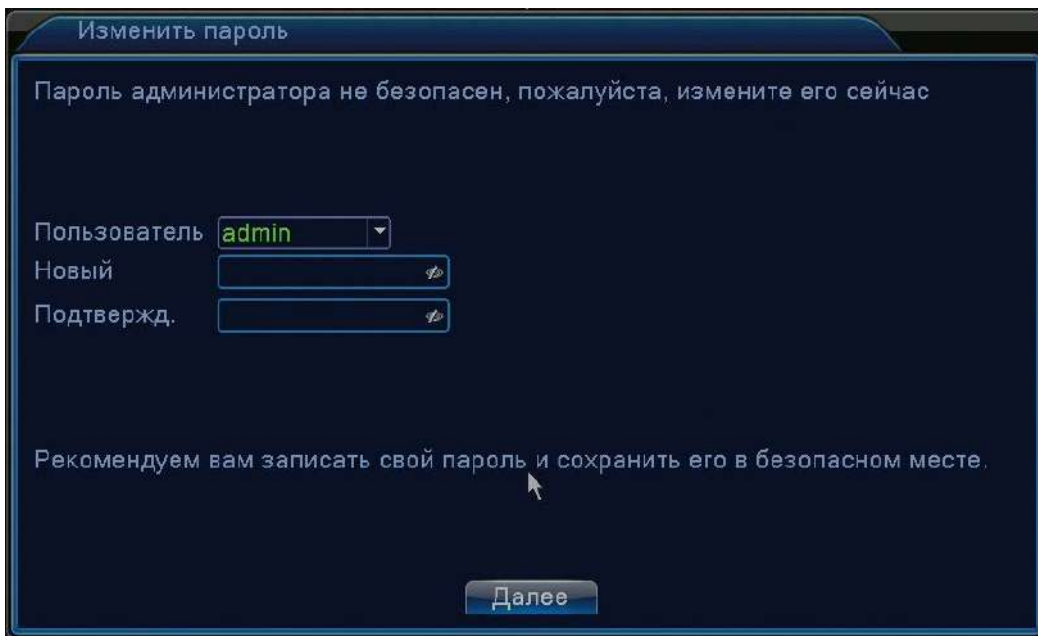 Изменить пароль
Пароль администратора не безопасен, пожалуйста, измените его сейчас
Пользователь admin
Новый
Подтвержд.
Рекомендуем вам записать свой пароль и сохранить его в безопасном месте.
Далее